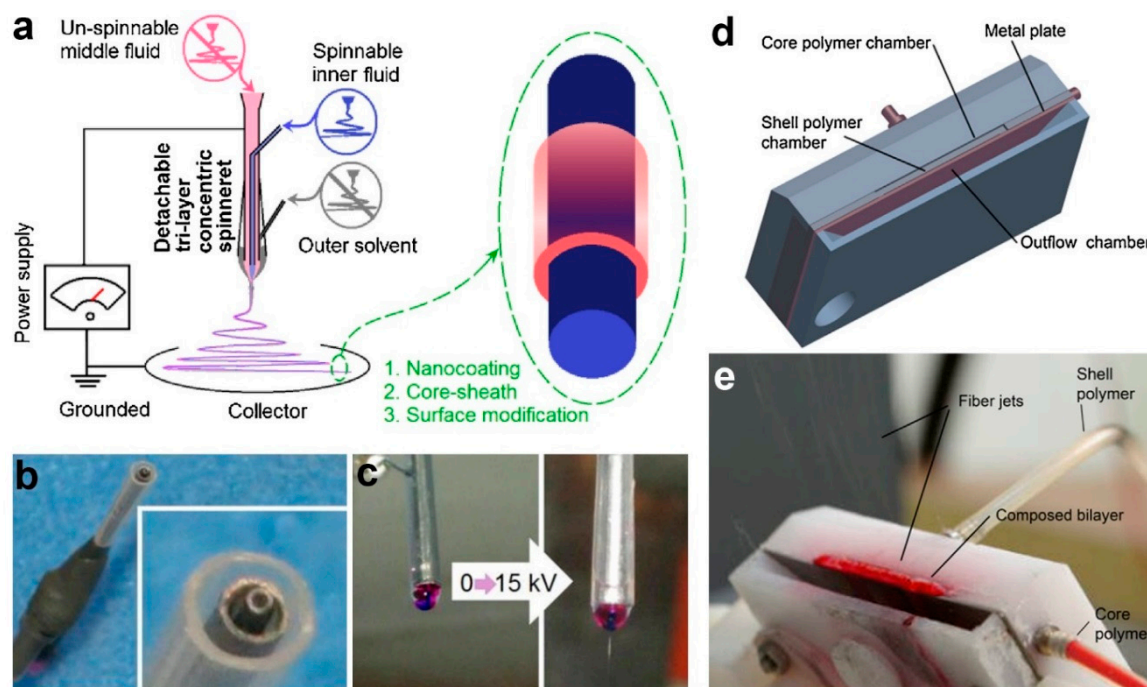 a
Un-spinnable
middle fluid
Spinnable
inner fluid
Detachable
tri-layer
concentric
spinneret
Outer solvent
Power supply
Grounded
Collector
1. Nanocoating
2. Core-sheath
3. Surface modification
d
Core polymer chamber
Metal plate
Shell polymer
chamber
Outflow chamber
b
c
0 15 kV
e
Shell
polymer
Fiber jets
Composed bilayer
Core
polymer